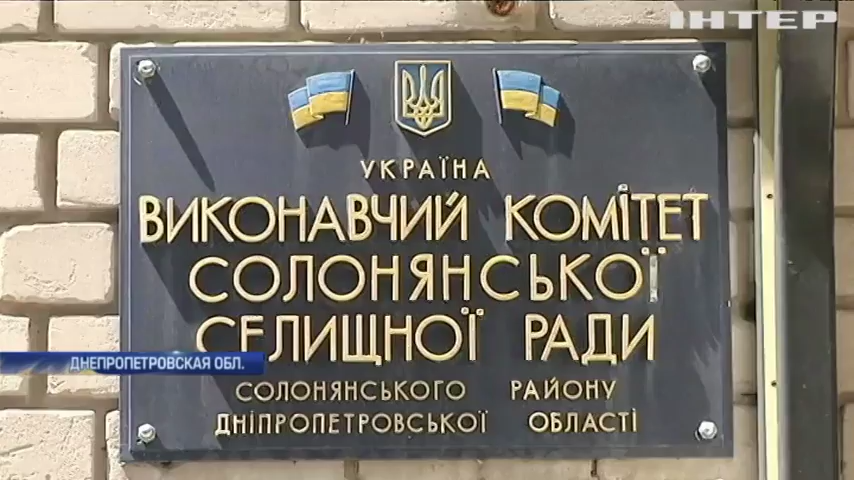 ІНТЕР
УКРАЇНА
ВИКОНАВЧИЙ КОМІТЕТ
СОЛОНЯНСЬКОЇ
СЕЛИЩНОЇ РАДИ
ДНЕПРОПЕТРОВСКАЯ ОБЛ.
СОЛОНЯНСЬКОГО РАЙОНУ
ДНІПРОПЕТРОВСЬКОЇ ОБЛАСТІ